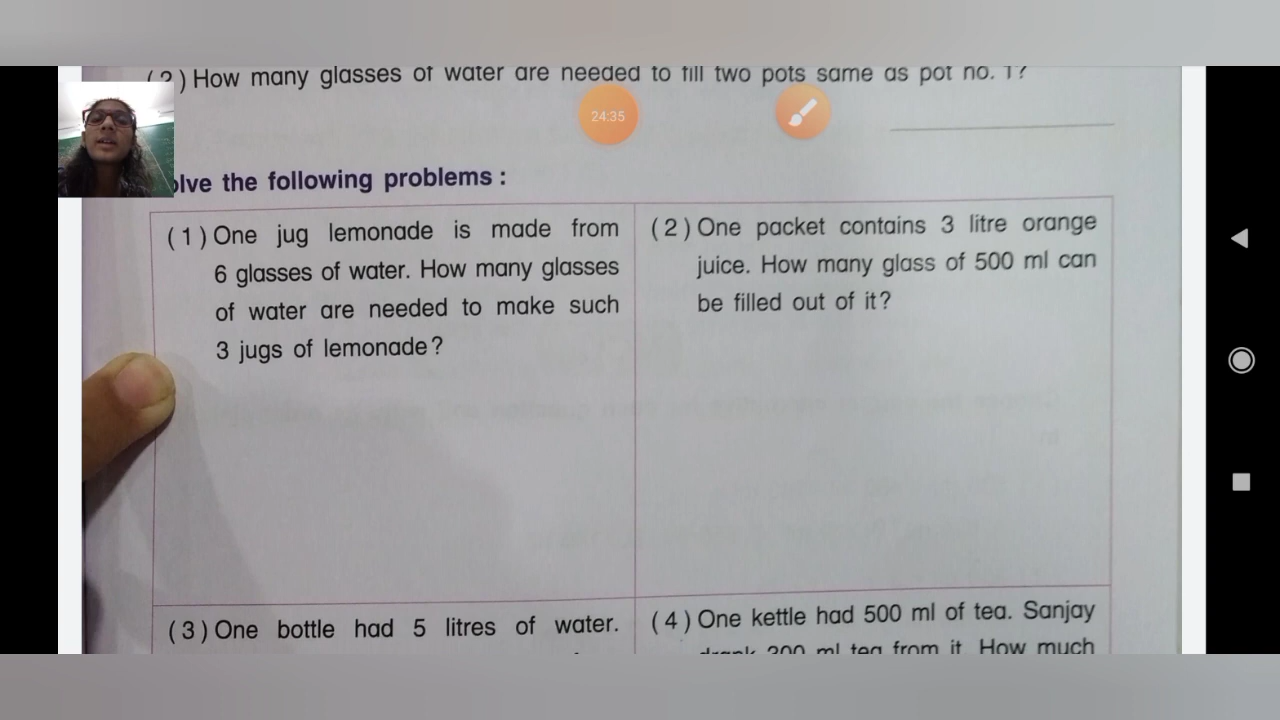 (2) How many glasses of water are needed to fill two pots same as pot no. 1?
24:35
olve the following problems :
(1) One jug lemonade is made from
6 glasses of water. How many glasses
of water are needed to make such
3 jugs of lemonade?
(2) One packet contains 3 litre orange
juice. How many glass of 500 ml can
be filled out of it?
(3) One bottle had 5 litres of water.
(4) One kettle had 500 ml of tea. Sanjay
drank 200 ml tea from it. How much